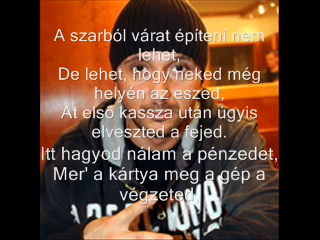 A szarból várat építeni nem
lehet,
De lehet, hogy neked még
helyén az eszed,
At első kassza után úgyis
elveszted a fejed.
Itt hagyod nálam a pénzedet,
Mer' a kártya meg a gép a
végzeted